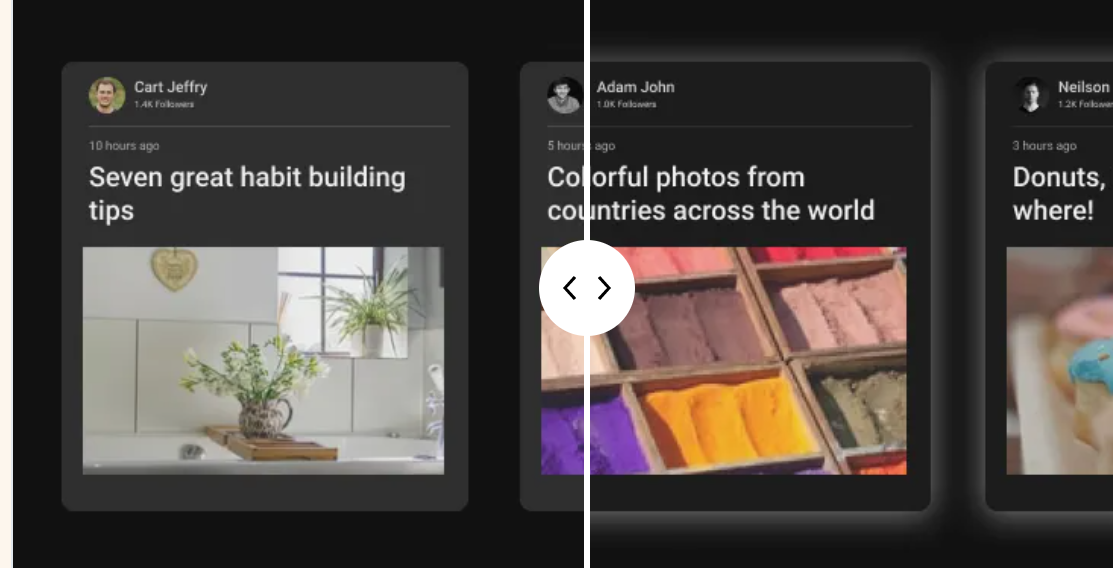 Cart Jeffry
1.4K Followers
10 hours ago
Seven great habit building
tips
Adam John
1.0K Followers
5 hours ago
Colorful photos from
countries across the world
Neilson
1.2K Followers
3 hours ago
Donuts,
where!